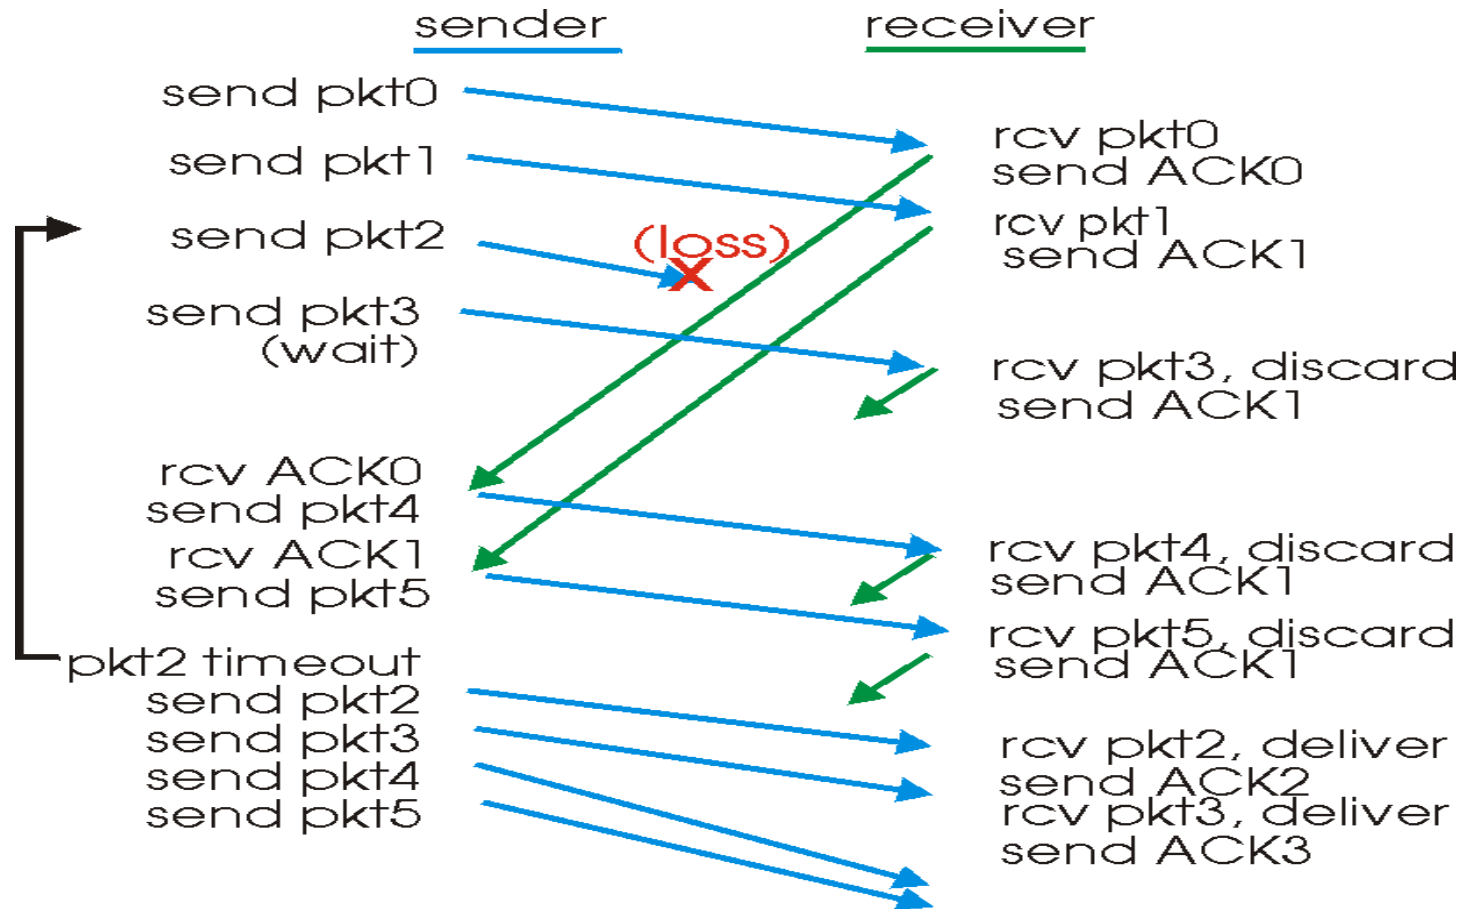 sender
receiver
send pkt0
send pkt1
send pkt2
send pkt3
(wait)
rcv ACK0
send pkt4
rcv ACK1
send pkt5
pkt2 timeout
send pkt2
send pkt3
send pkt4
send pkt5
(loss)
X
rcv pkt0
send ACK0
rcv pkt1
send ACK1
rcv pkt3, discard
send ACK1
rcv pkt4, discard
send ACK1
rcv pkt5, discard
send ACK1
rcv pkt2, deliver
send ACK2
rcv pkt3, deliver
send ACK3